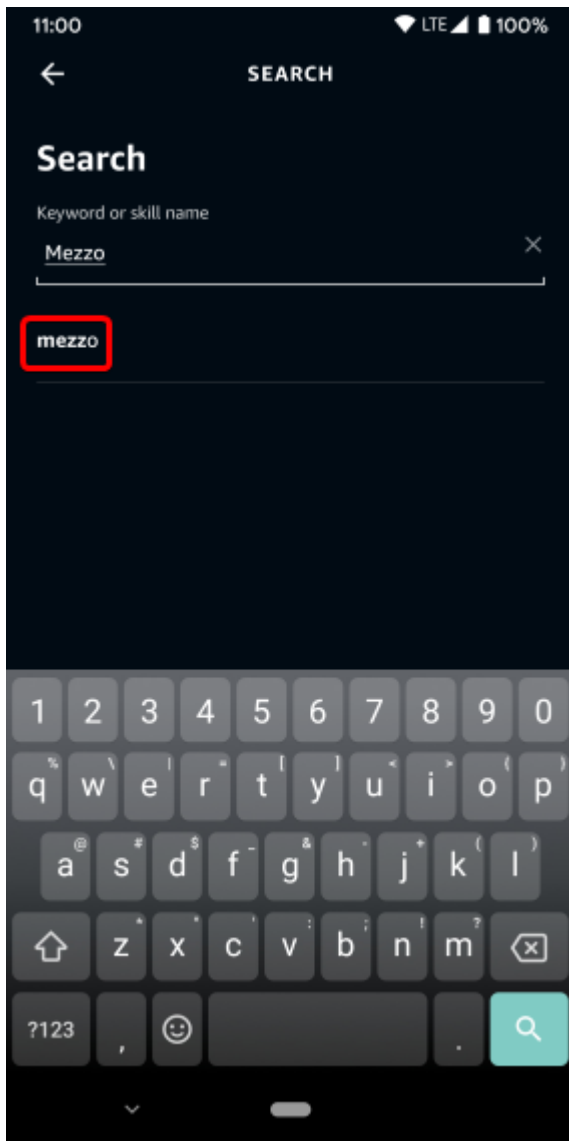 11:00 LTE 100%
SEARCH
Search
Keyword or skill name
Mezzo
mezzo
1 2 3 4 5 6 7 8 9 0
% \ | = [ ] < > { }
q w e r t y u i o p
@ # $ _ & - + ( )
a s d f g h j k l
* " ' : ; ! ?
z x c v b n m
?123 , .